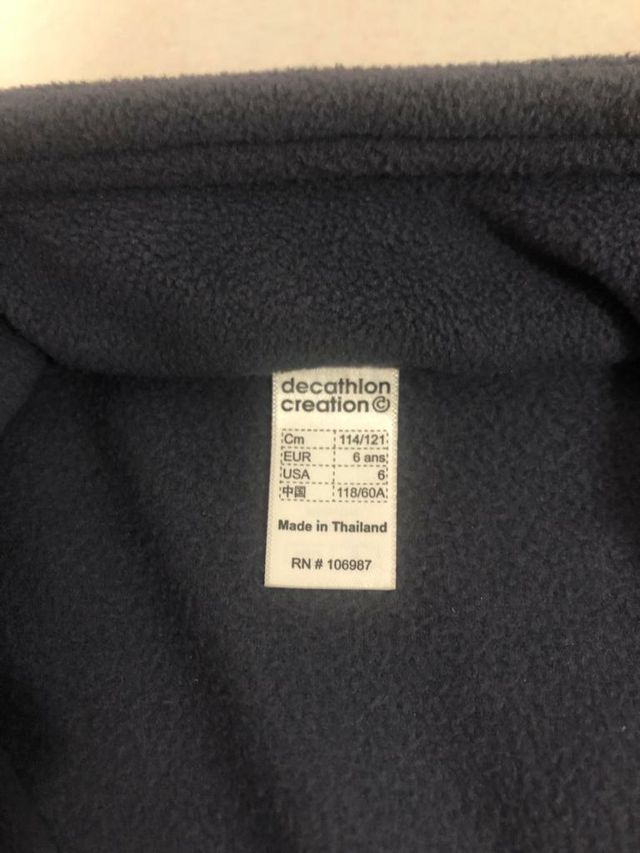 decathlon
creation©
Cm 114/121
EUR 6 ans
USA 6
中国 118/60A
Made in Thailand
RN # 106987